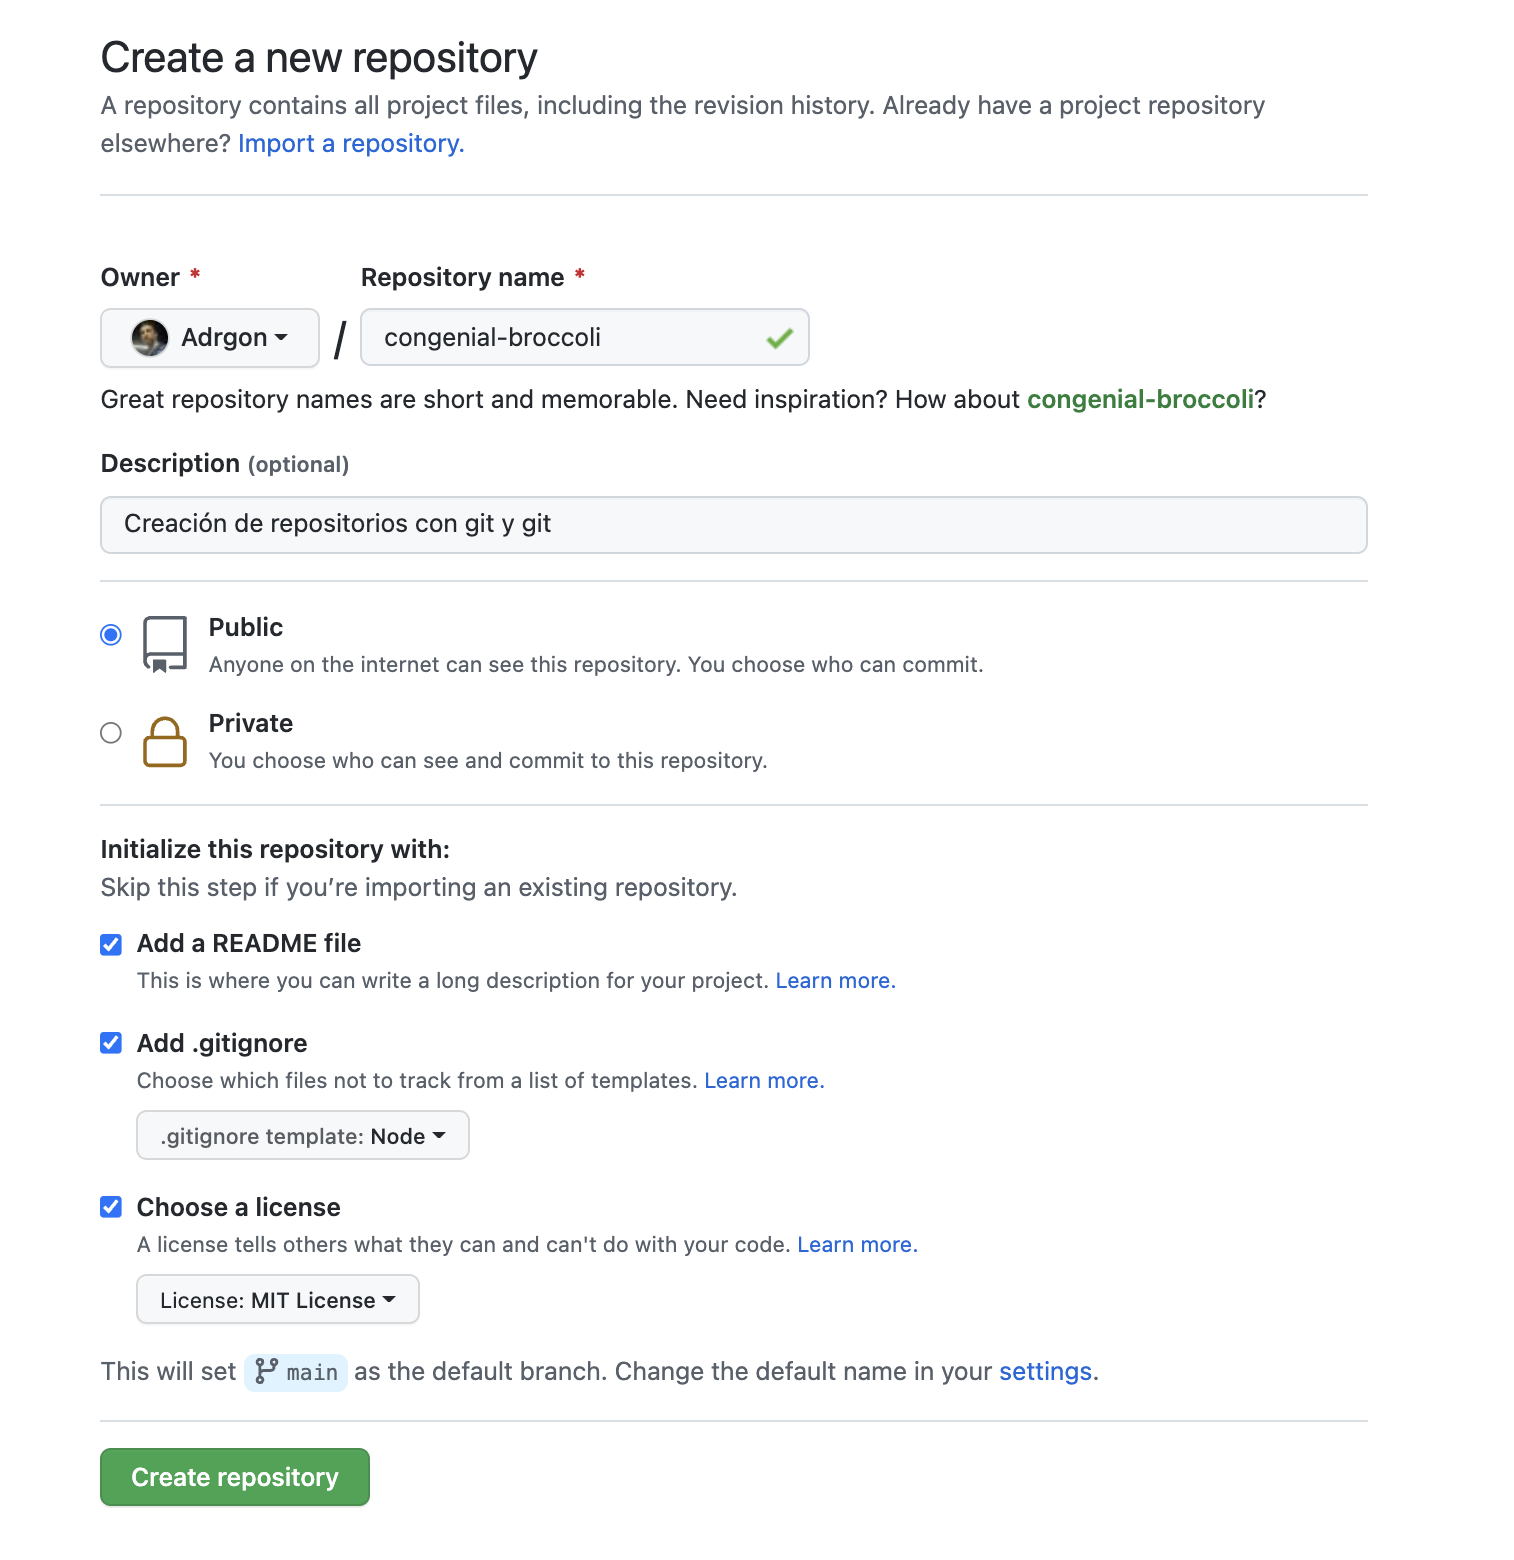 Create a new repository
A repository contains all project files, including the revision history. Already have a project repository
elsewhere? Import a repository.
Owner * Repository name *
Adrgon / congenial-broccoli
Great repository names are short and memorable. Need inspiration? How about congenial-broccoli?
Description (optional)
Creación de repositorios con git y git
Public
Anyone on the internet can see this repository. You choose who can commit.
Private
You choose who can see and commit to this repository.
Initialize this repository with:
Skip this step if you’re importing an existing repository.
Add a README file
This is where you can write a long description for your project. Learn more.
Add .gitignore
Choose which files not to track from a list of templates. Learn more.
.gitignore template: Node
Choose a license
A license tells others what they can and can't do with your code. Learn more.
License: MIT License
This will set main as the default branch. Change the default name in your settings.
Create repository